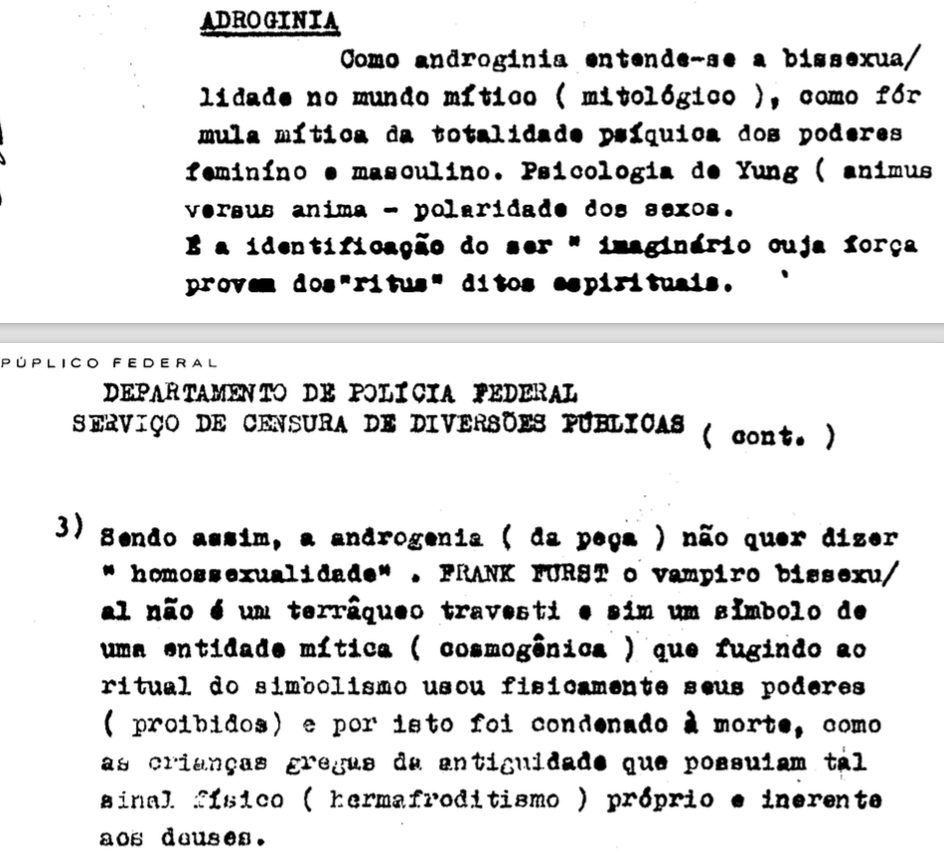 ADROGINIA
Como androginia entende-se a bissexua/
lidade no mundo mítico ( mitológico ), como fór
mula mítica da totalidade psíquica dos poderes
feminíno e masculino. Psicologia de Yung ( animus
versus anima - polaridade dos sexos.
É a identificação do ser " imaginário cuja força
provem dos"ritus" ditos espirituais.
PÚPLICO FEDERAL
DEPARTAMENTO DE POLÍCIA FEDERAL
SERVIÇO DE CENSURA DE DIVERSÕES PÚBLICAS ( cont. )
3) Sendo assim, a androgenia ( da peça ) não quer dizer
" homossexualidade" . FRANK FURST o vampiro bissexu/
al não é um terrâqueo travesti e sim um símbolo de
uma entidade mítica ( cosmogênica ) que fugindo ao
ritual do simbolismo usou fisicamente seus poderes
( proibidos) e por isto foi condenado à morte, como
as crianças gregas da antiguidade que possuiam tal
sinal físico ( hermafroditismo ) próprio e inerente
aos deuses.